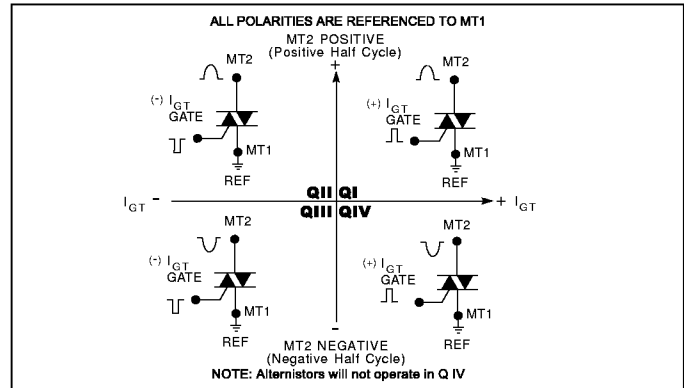 ALL POLARITIES ARE REFERENCED TO MT1
MT2 POSITIVE
(Positive Half Cycle)
+
MT2
(-) IGT
GATE
MT1
REF
MT2
(+) IGT
GATE
MT1
REF
IGT -
QII QI
+ IGT
QIII QIV
MT2
(-) IGT
GATE
MT1
REF
MT2
(+) IGT
GATE
MT1
REF
-
MT2 NEGATIVE
(Negative Half Cycle)
NOTE: Alternistors will not operate in Q IV